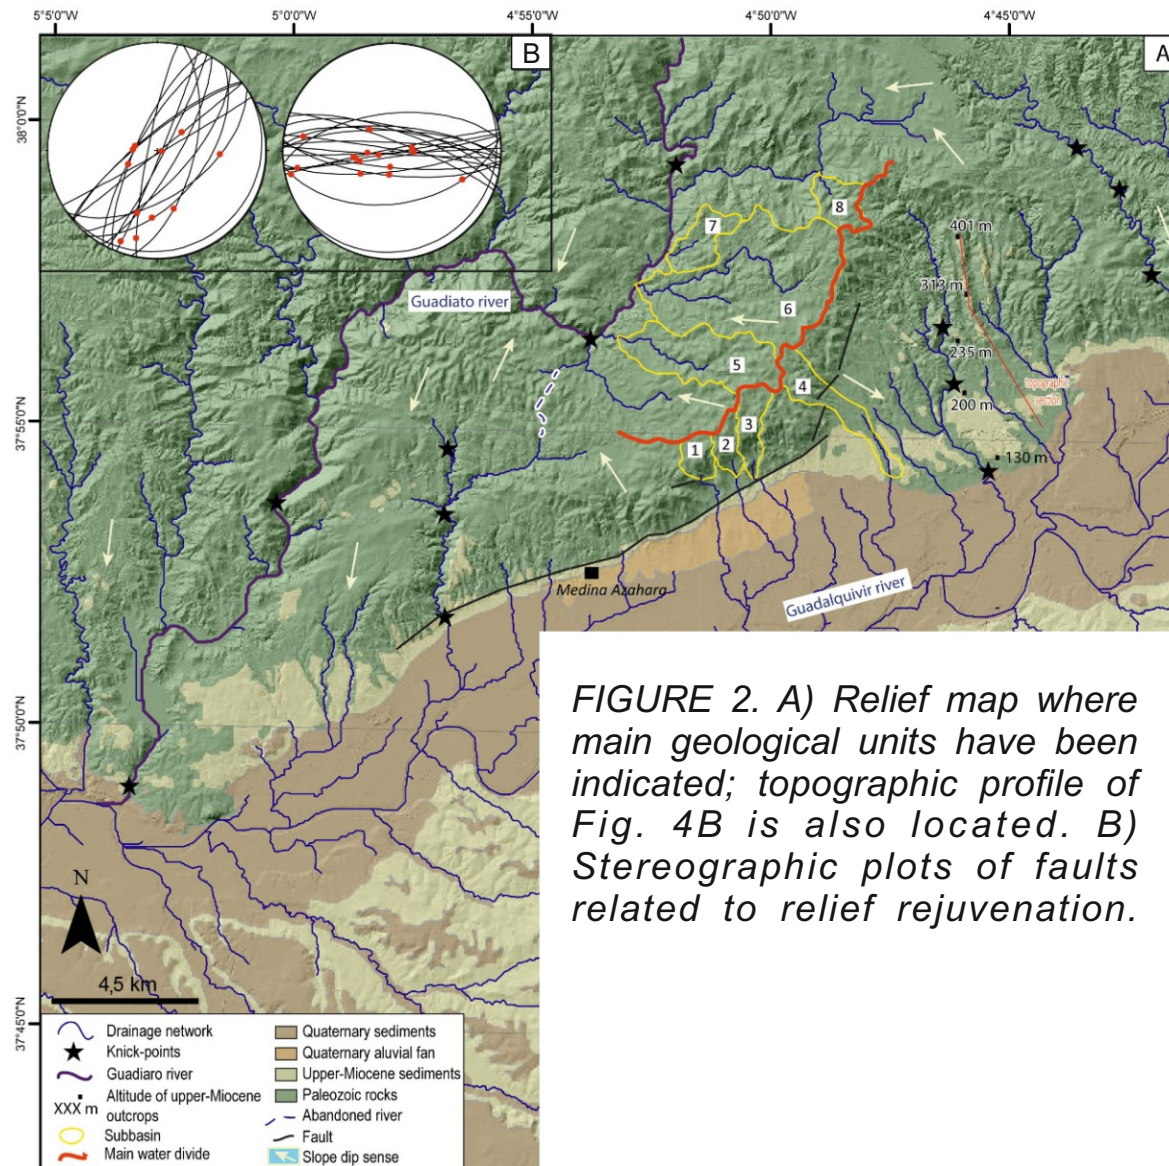 5°5'0"O
5°0'0"O
4°55'0"O
4°50'0"O
4°45'0"O
B
A
38°0'0"N
37°55'0"N
37°50'0"N
37°45'0"N
8
7
401 m
313 m
Guadiato river
6
235 m
5
4
topographic
section
200 m
3
2
1
130 m
Medina Azahara
Guadalquivir river
FIGURE 2. A) Relief map where
main geological units have been
indicated; topographic profile of
Fig. 4B is also located. B)
Stereographic plots of faults
related to relief rejuvenation.
N
4,5 km
Drainage network
Knick-points
Guadiaro river
XXX m
Altitude of upper-Miocene
outcrops
Subbasin
Main water divide
Quaternary sediments
Quaternary aluvial fan
Upper-Miocene sediments
Paleozoic rocks
Abandoned river
Fault
Slope dip sense